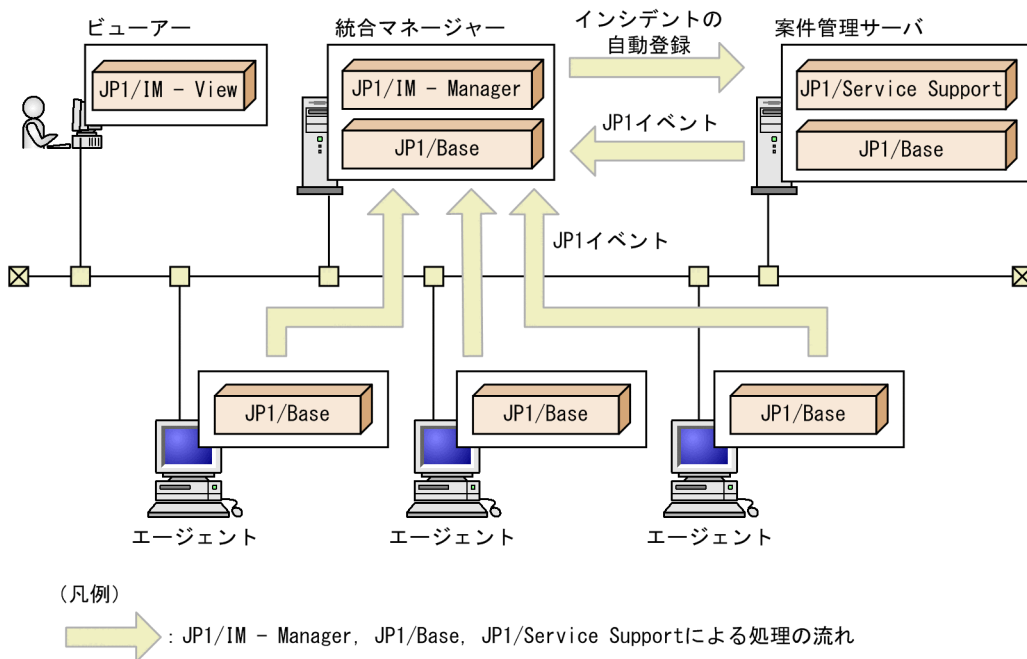 ビューアー
統合マネージャー
インシデントの
自動登録
案件管理サーバ
JP1/IM － View
JP1/IM － Manager
JP1/Service Support
JP1/Base
JP1イベント
JP1/Base
JP1イベント
JP1/Base
JP1/Base
JP1/Base
エージェント
エージェント
エージェント
（凡例）
：JP1/IM － Manager，JP1/Base，JP1/Service Supportによる処理の流れ